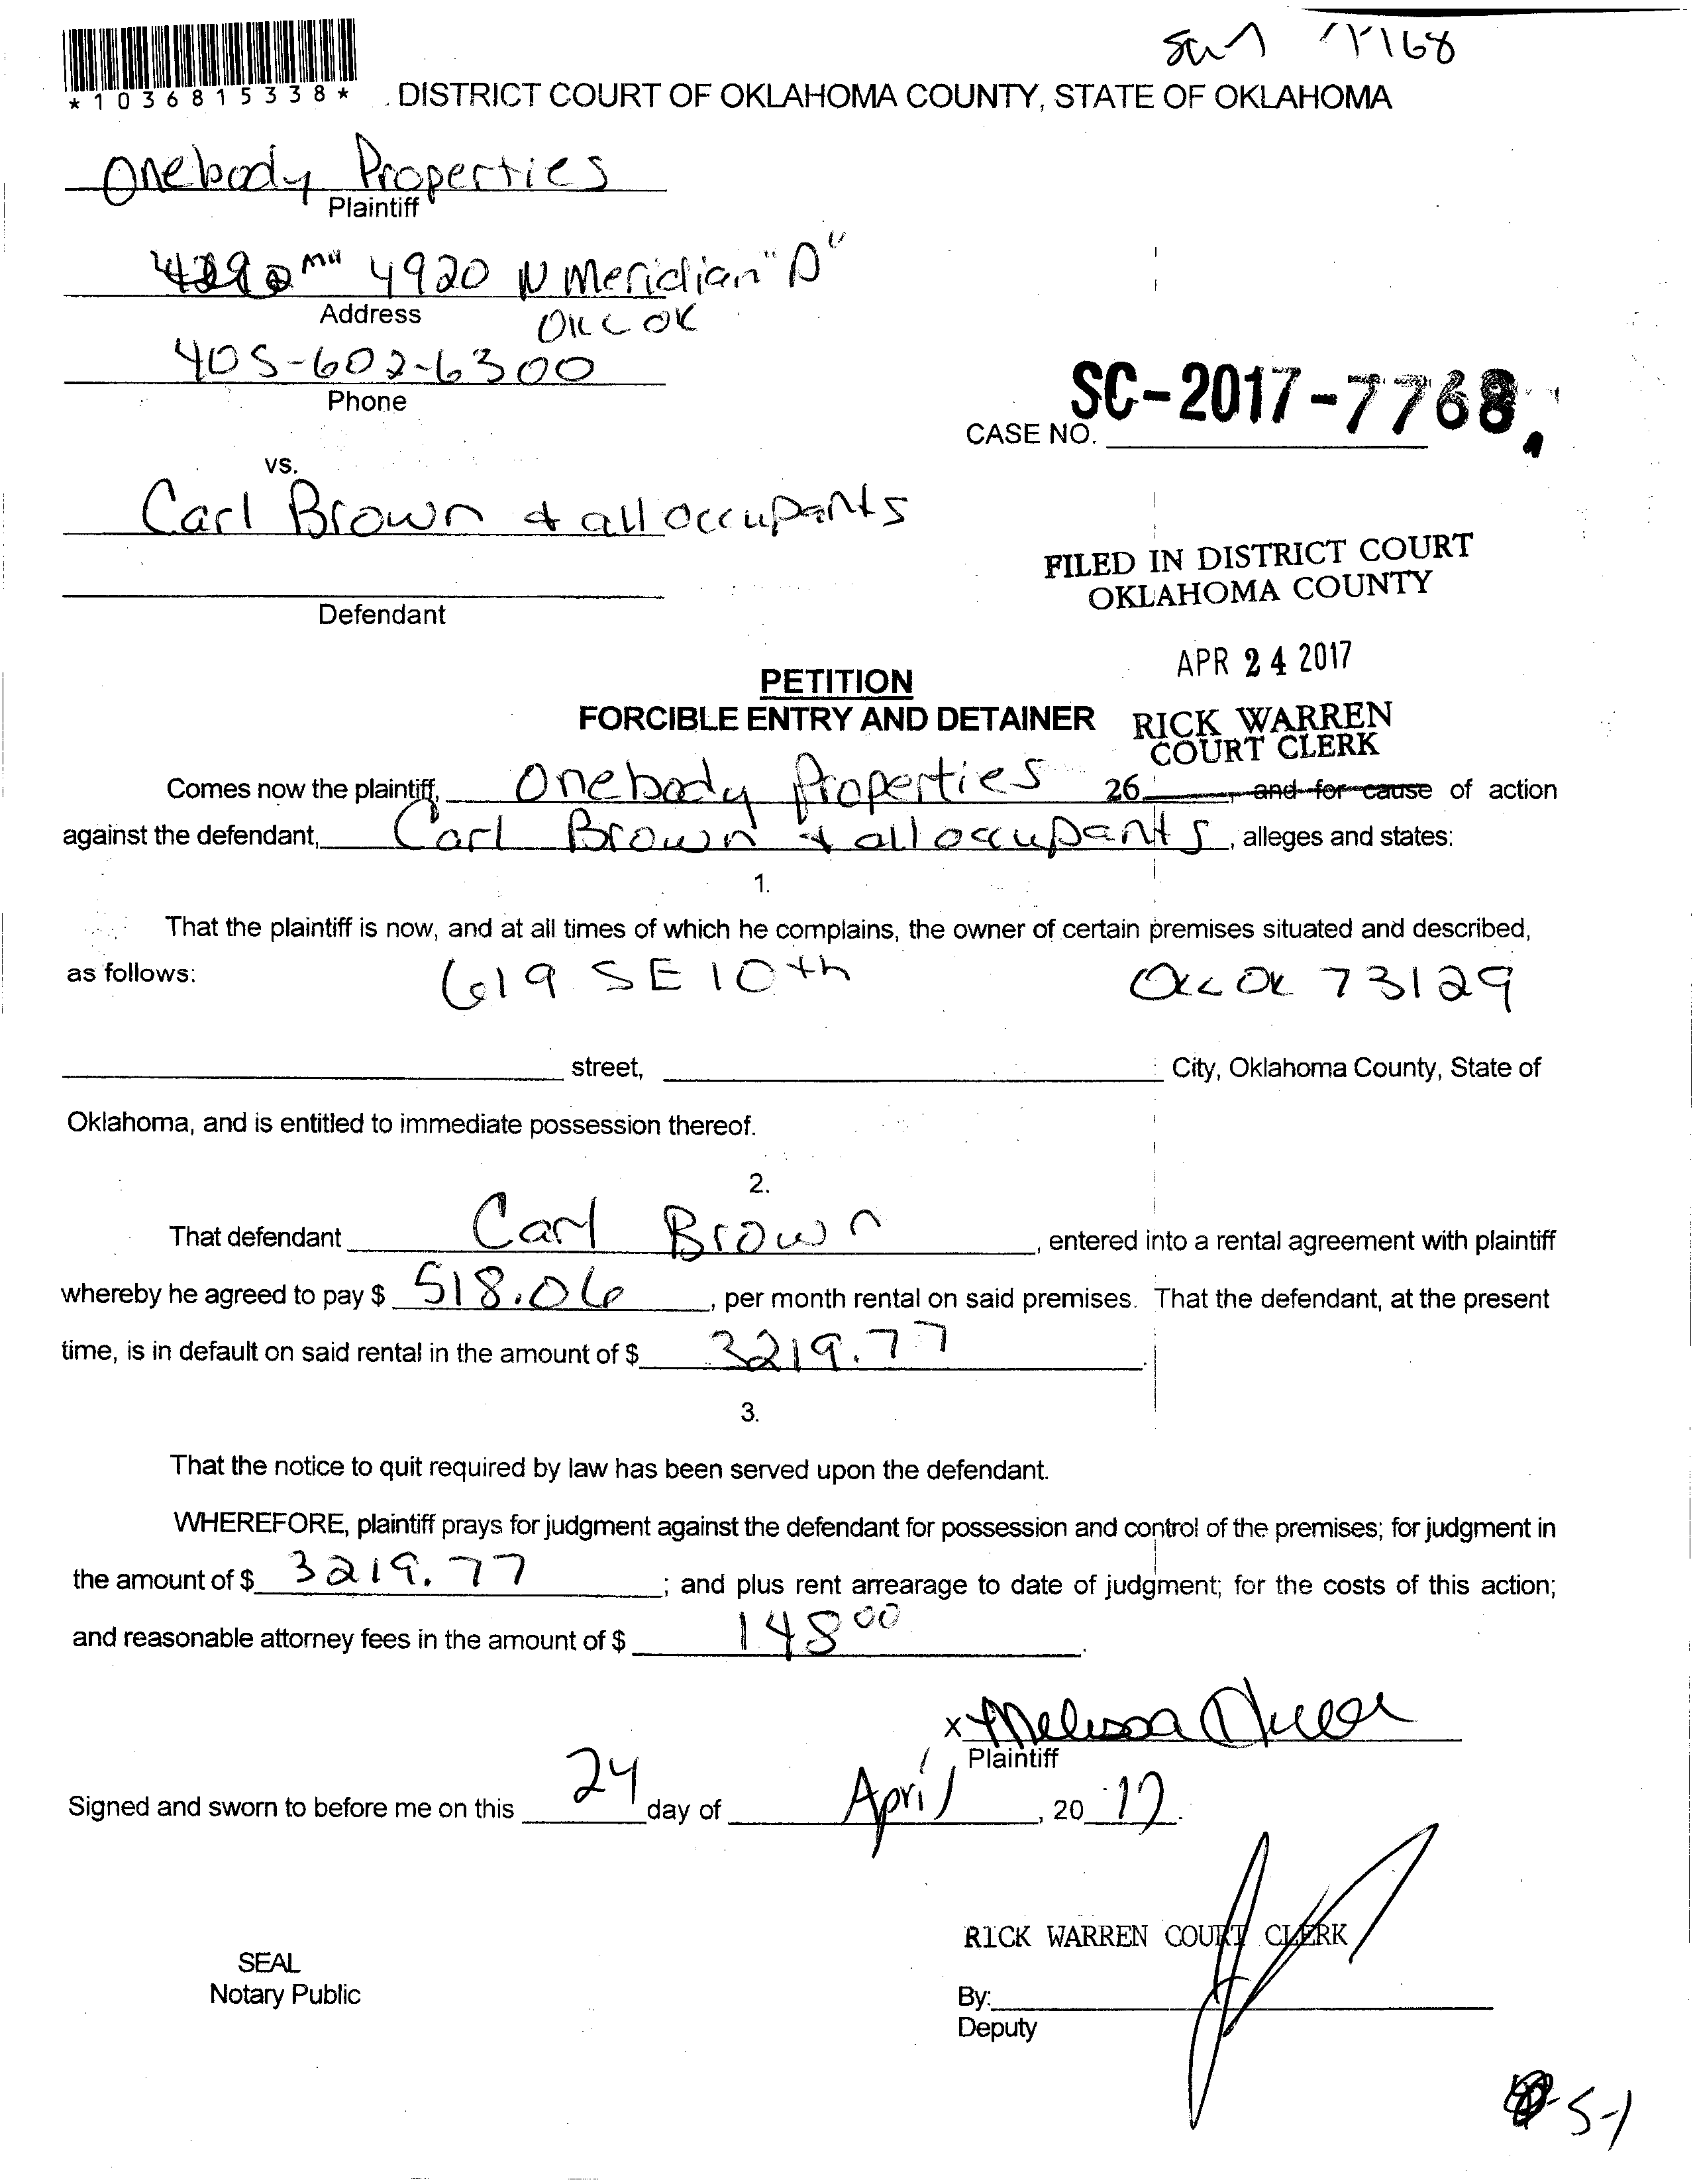 *1036815338*
DISTRICT COURT OF OKLAHOMA COUNTY, STATE OF OKLAHOMA
Onebody Properties
Plaintiff
4920 N Meridian "D"
Address
OKC OK
405-602-6300
Phone
SC-2017-7768
CASE NO.
vs.
Carl Brown & all occupants
FILED IN DISTRICT COURT
OKLAHOMA COUNTY
Defendant
APR 24 2017
PETITION
FORCIBLE ENTRY AND DETAINER
RICK WARREN
COURT CLERK
Comes now the plaintiff, Onebody Properties 26 , and for cause of action
against the defendant, Carl Brown & all occupants, alleges and states:
1.
That the plaintiff is now, and at all times of which he complains, the owner of certain premises situated and described,
as follows: 619 SE 10th OKC OK 73129
street, City, Oklahoma County, State of
Oklahoma, and is entitled to immediate possession thereof.
2.
That defendant Carl Brown, entered into a rental agreement with plaintiff
whereby he agreed to pay $ 518.06, per month rental on said premises. That the defendant, at the present
time, is in default on said rental in the amount of $ 3219.77.
3.
That the notice to quit required by law has been served upon the defendant.
WHEREFORE, plaintiff prays for judgment against the defendant for possession and control of the premises; for judgment in
the amount of $ 3219.77; and plus rent arrearage to date of judgment; for the costs of this action;
and reasonable attorney fees in the amount of $ 148 00.
x Melissa
Plaintiff
Signed and sworn to before me on this 24 day of April, 2017.
RICK WARREN COURT CLERK
SEAL
Notary Public
By:
Deputy
5-1